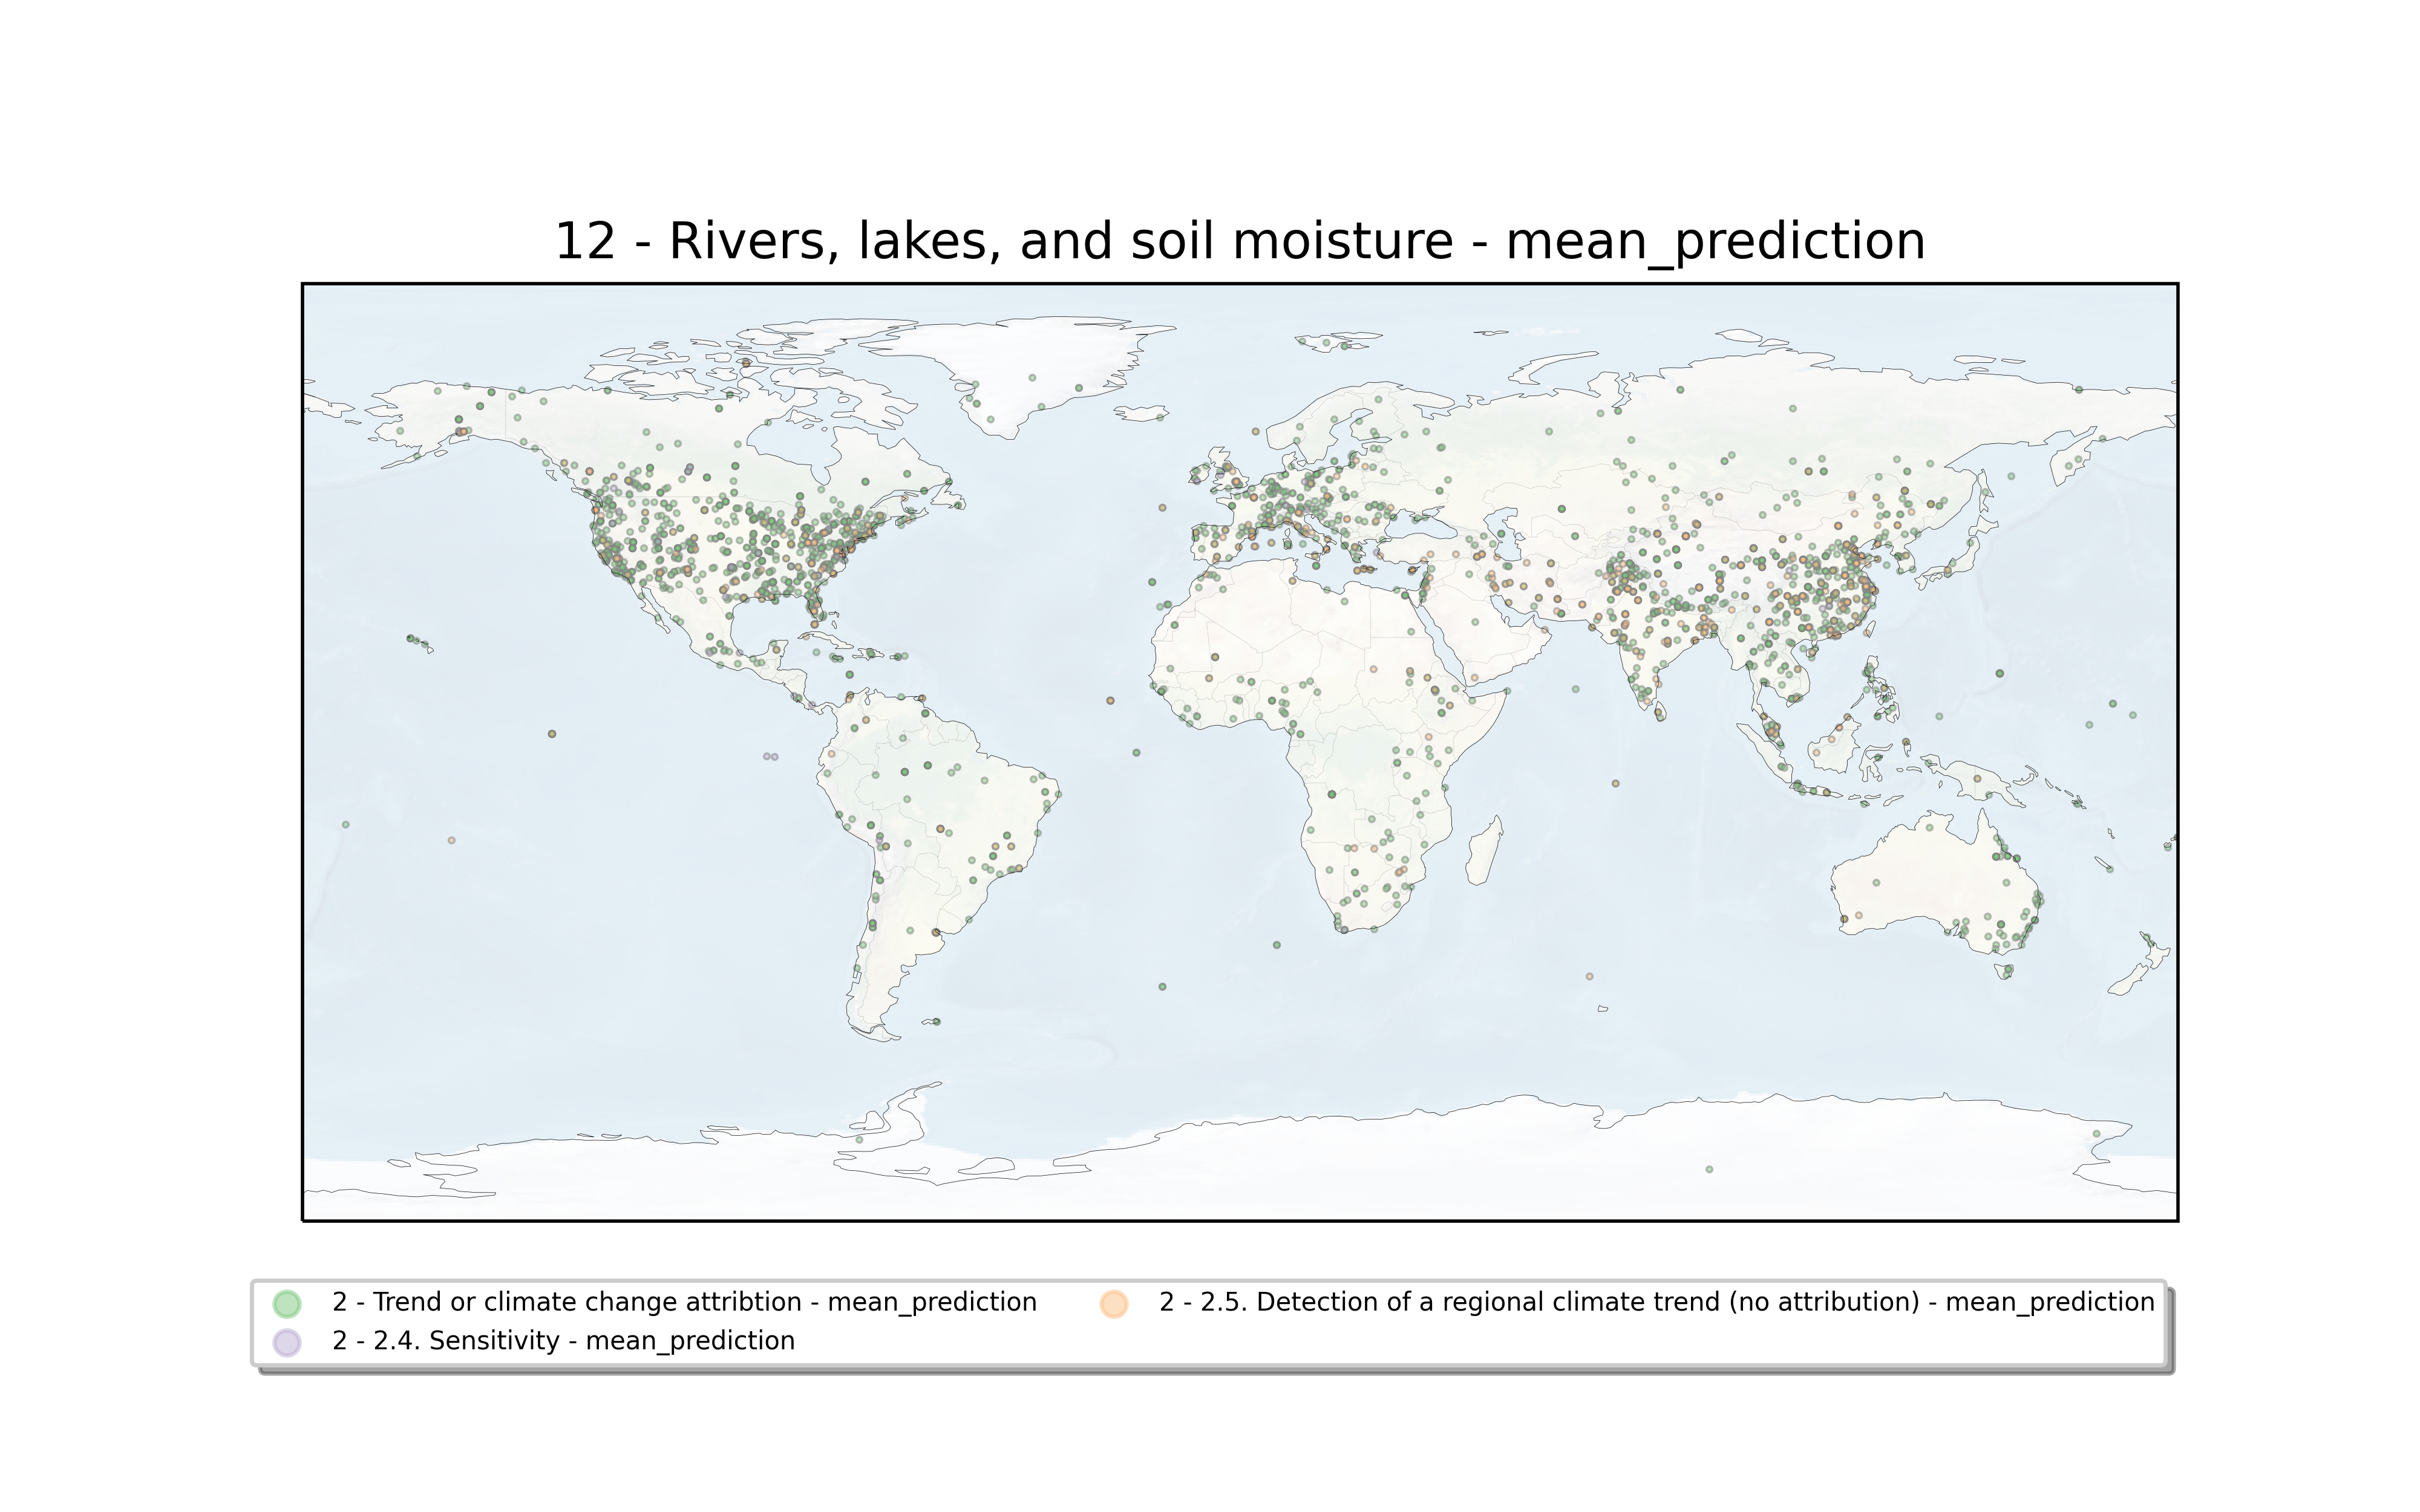 12 - Rivers, lakes, and soil moisture - mean_prediction
2 - Trend or climate change attribtion - mean_prediction
2 - 2.4. Sensitivity - mean_prediction
2 - 2.5. Detection of a regional climate trend (no attribution) - mean_prediction